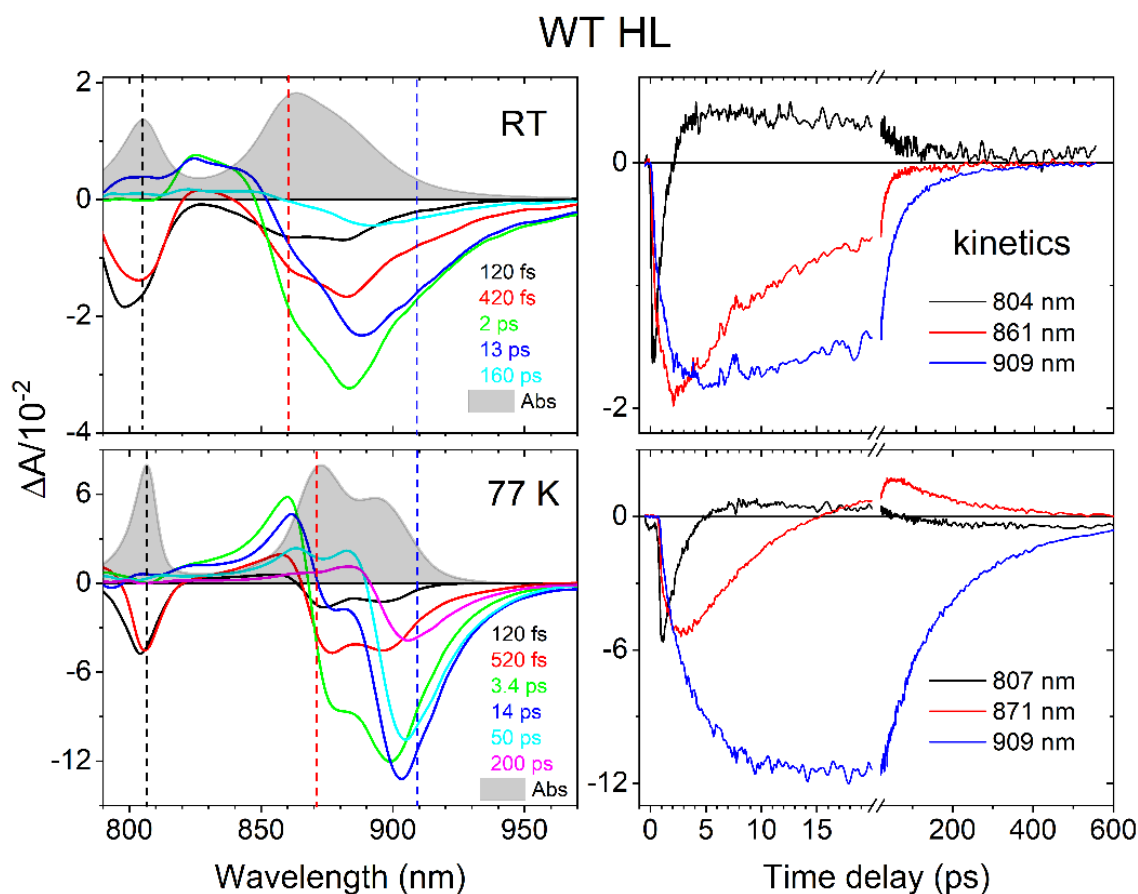 WT HL
ΔA/10⁻²
2
0
-2
-4
RT
120 fs
420 fs
2 ps
13 ps
160 ps
Abs
0
-1
-2
kinetics
804 nm
861 nm
909 nm
6
0
-6
-12
77 K
120 fs
520 fs
3.4 ps
14 ps
50 ps
200 ps
Abs
800 850 900 950
Wavelength (nm)
0
-6
-12
807 nm
871 nm
909 nm
0 5 10 15 200 400 600
Time delay (ps)